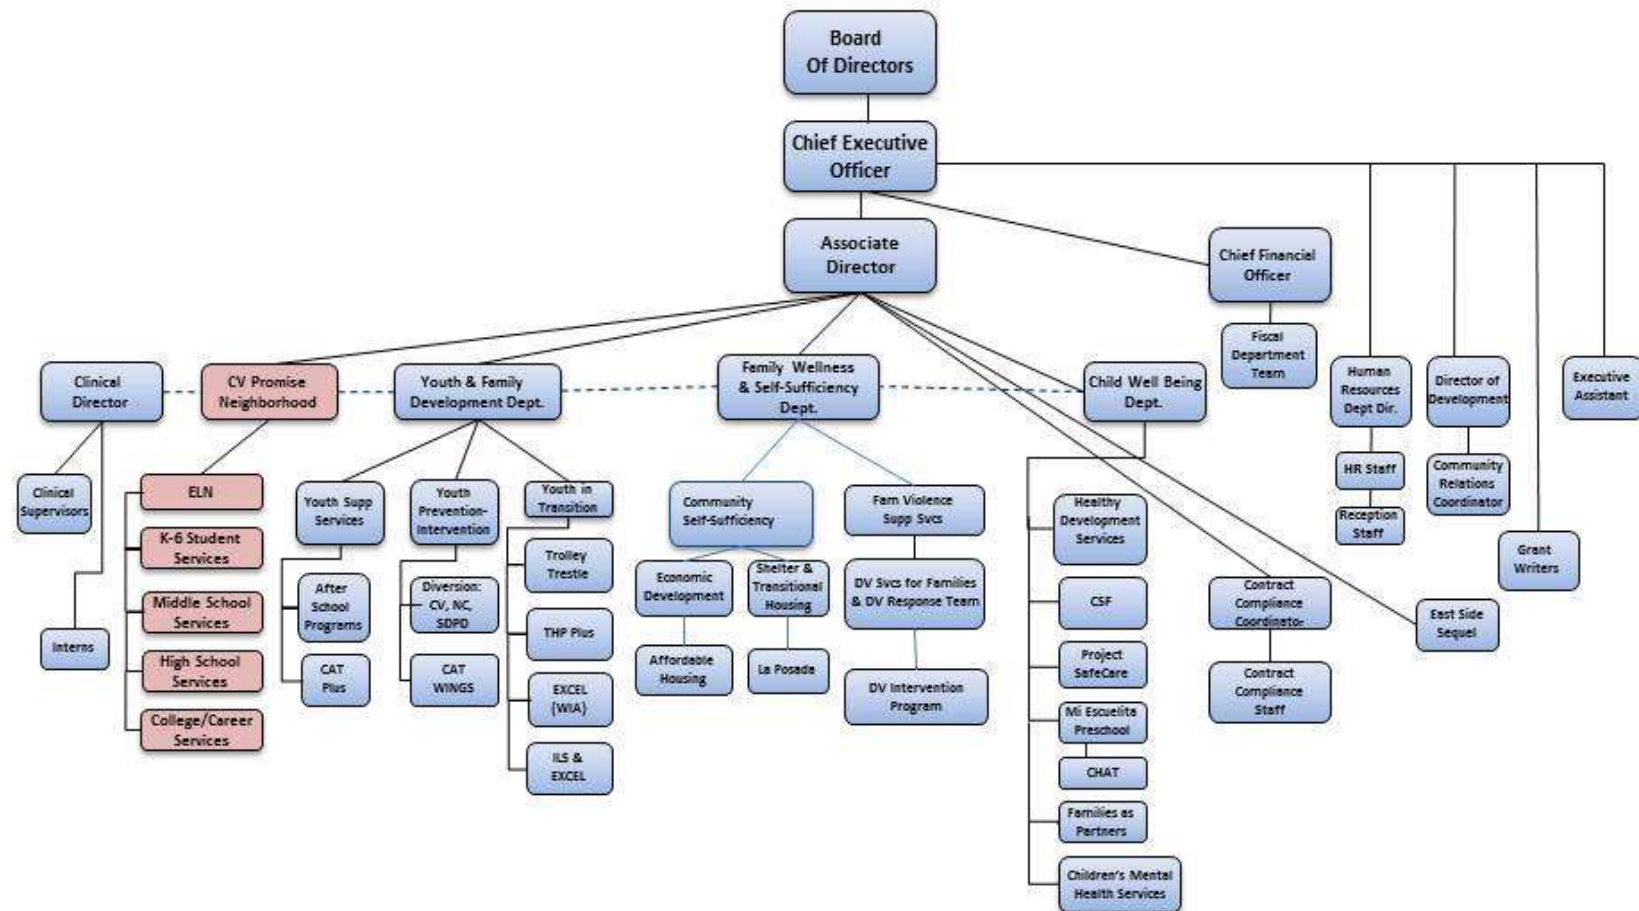 Board
Of Directors
Chief Executive
Officer
Associate
Director
Chief Financial
Officer
Fiscal
Department
Team
Clinical
Director
CV Promise
Neighborhood
Youth & Family
Development Dept.
Family Wellness
& Self-Sufficiency
Dept.
Child Well Being
Dept.
Human
Resources
Dept Dir.
Director of
Development
Executive
Assistant
Clinical
Supervisors
Interns
ELN
K-6 Student
Services
Middle School
Services
High School
Services
College/Career
Services
Youth Supp
Services
After
School
Programs
CAT
Plus
Youth
Prevention-
Intervention
Diversion:
CV, NC,
SDPD
CAT
WINGS
Youth in
Transition
Trolley
Trestle
THP Plus
EXCEL
(WIA)
ILS &
EXCEL
Community
Self-Sufficiency
Economic
Development
Affordable
Housing
Shelter &
Transitional
Housing
La Posada
Fam Violence
Supp Svcs
DV Svcs for Families
& DV Response Team
DV Intervention
Program
Healthy
Development
Services
CSF
Project
SafeCare
Mi Escuelita
Preschool
CHAT
Families as
Partners
Children's Mental
Health Services
Contract
Compliance
Coordinator
Contract
Compliance
Staff
East Side
Sequel
HR Staff
Reception
Staff
Community
Relations
Coordinator
Grant
Writers